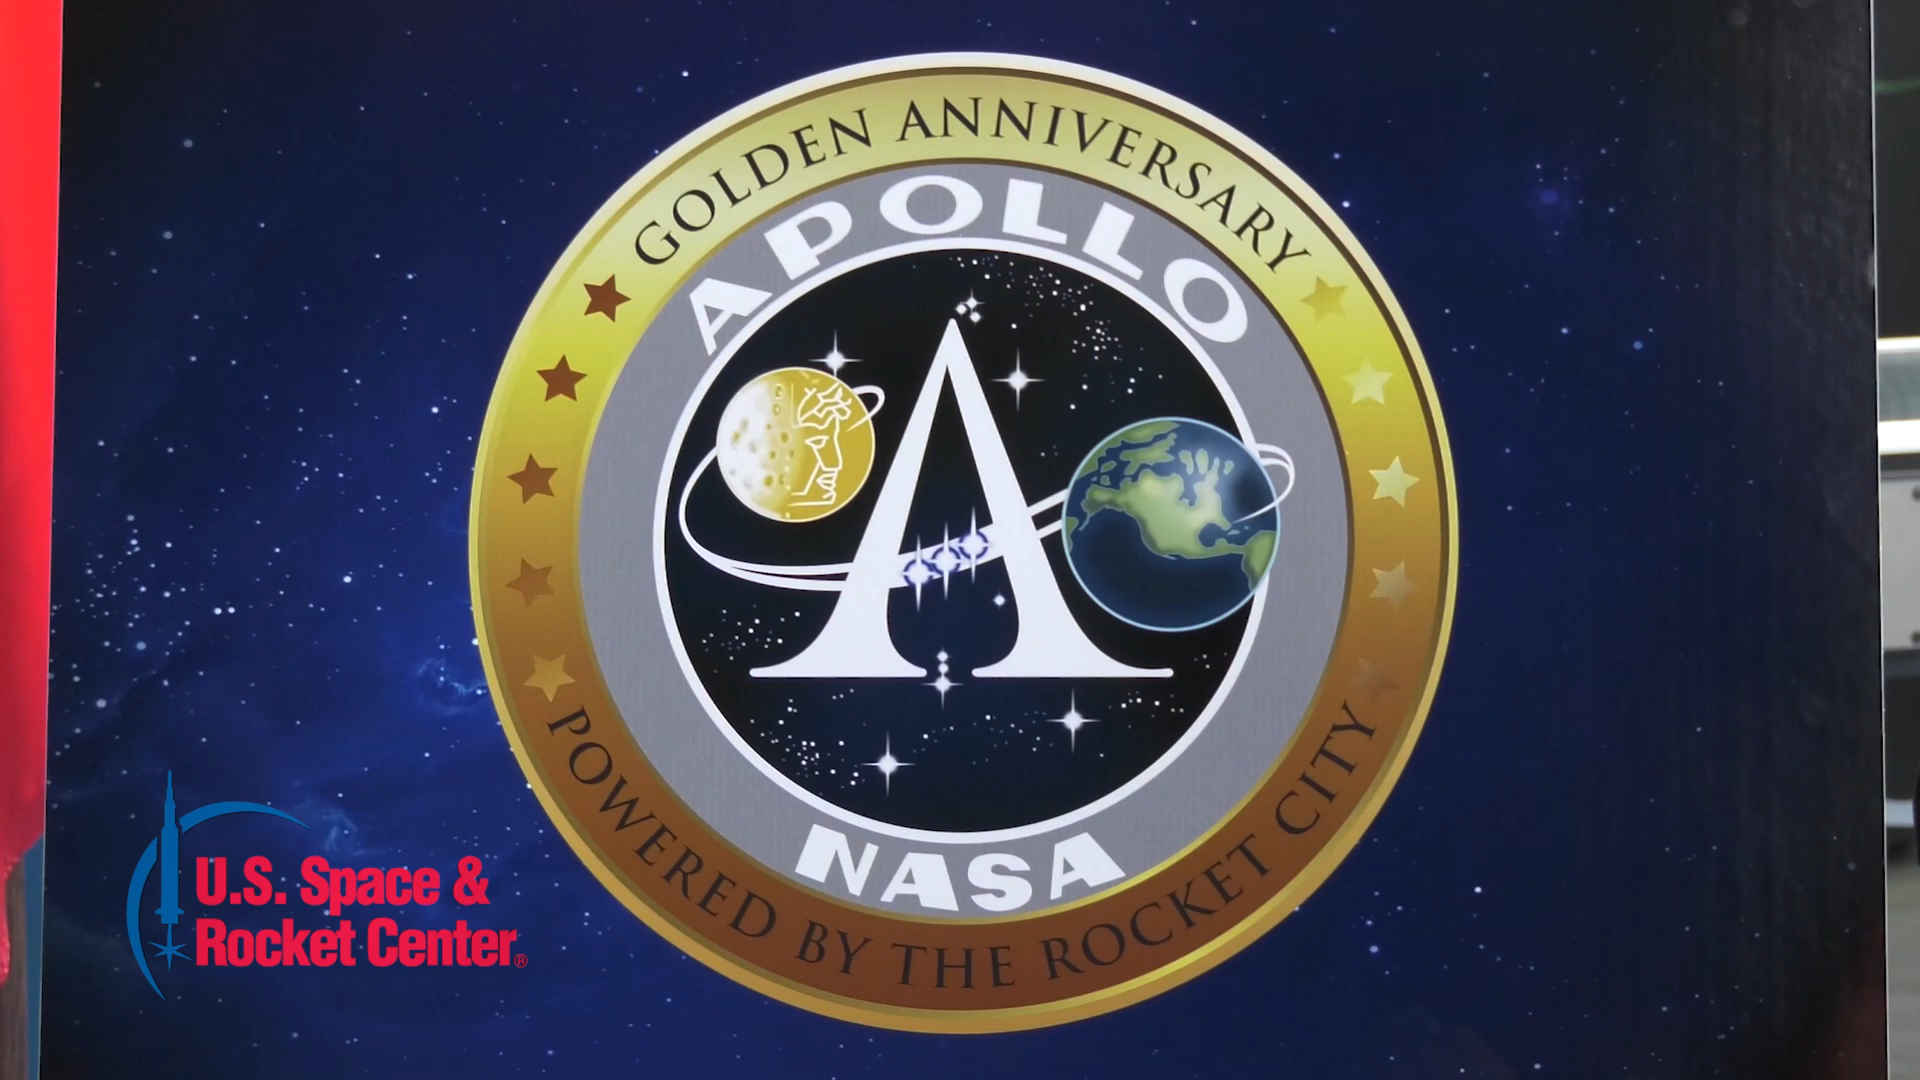 GOLDEN ANNIVERSARY
APOLLO
A
NASA
POWERED BY THE ROCKET CITY
U.S. Space &
Rocket Center®